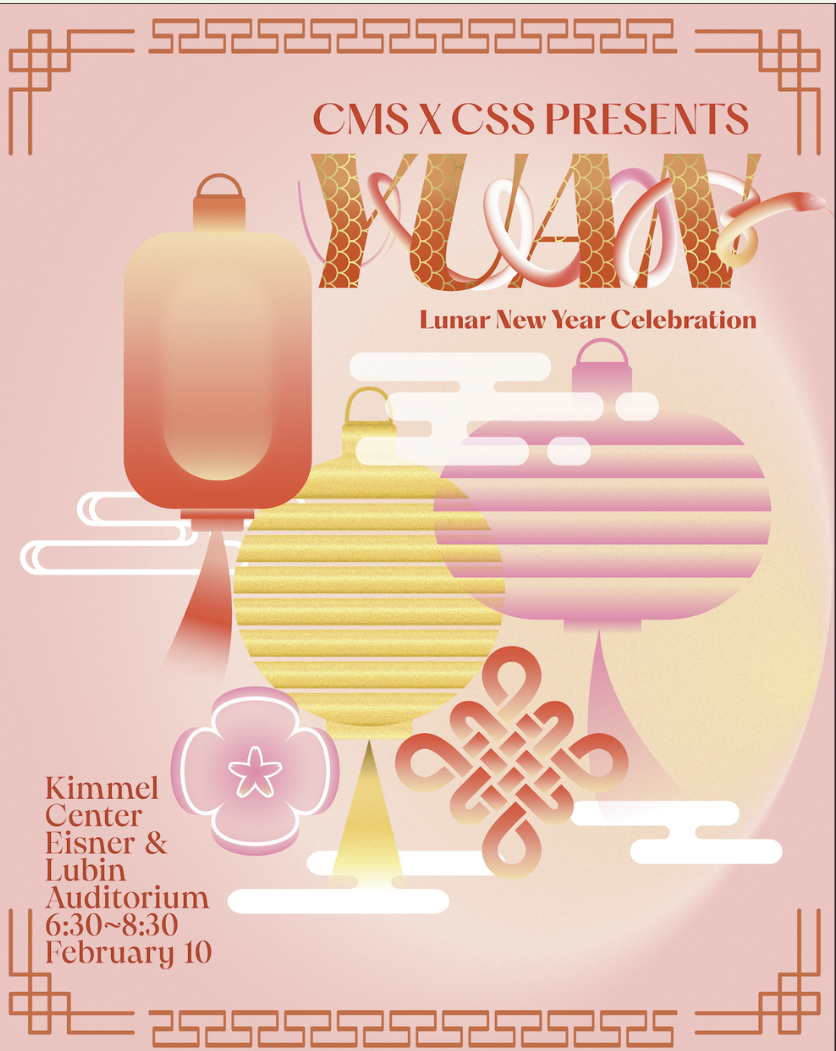 CMS X CSS PRESENTS
YUAN
Lunar New Year Celebration
Kimmel
Center
Eisner &
Lubin
Auditorium
6:30~8:30
February 10